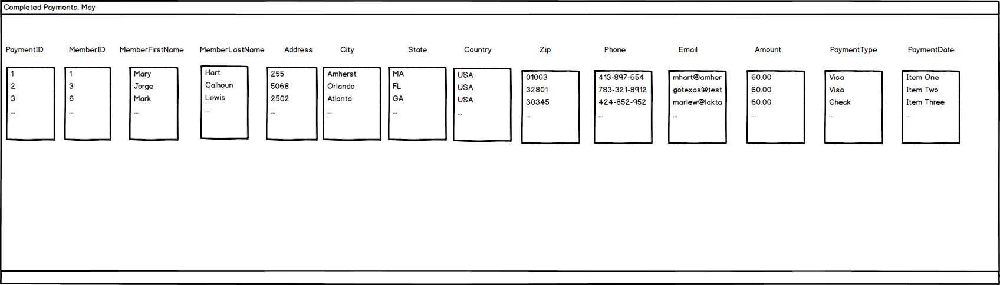 Completed Payments: May
PaymentID MemberID MemberFirstName MemberLastName Address City State Country Zip Phone Email Amount PaymentType PaymentDate
1 1 Mary Hart 255 Amherst MA USA 01003 413-897-654 mhart@amher 60.00 Visa Item One
2 3 Jorge Calhoun 5068 Orlando FL USA 32801 783-321-8912 gotexas@test 60.00 Visa Item Two
3 6 Mark Lewis 2502 Atlanta GA USA 30345 424-852-952 marlew@lakta 60.00 Check Item Three
... ... ... ... ... ... ... ... ... ... ... ... ... ...